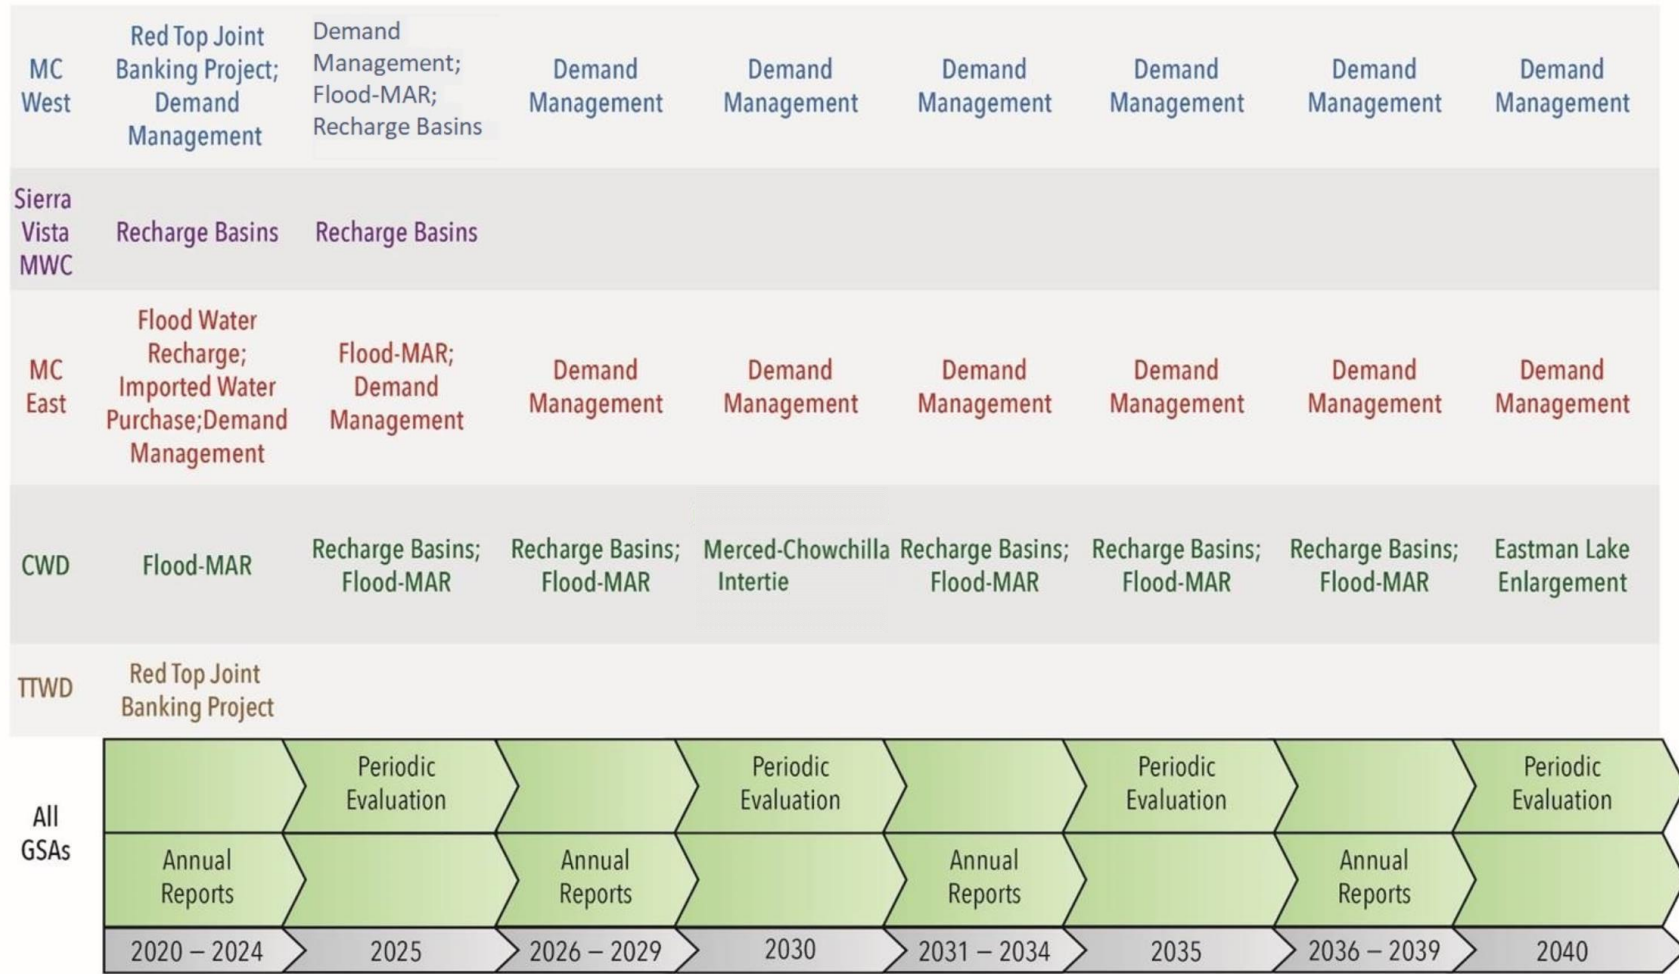 MC
West
Red Top Joint
Banking Project;
Demand
Management
Demand
Management;
Flood-MAR;
Recharge Basins
Demand
Management
Demand
Management
Demand
Management
Demand
Management
Demand
Management
Demand
Management
Sierra
Vista
MWC
Recharge Basins
Recharge Basins
MC
East
Flood Water
Recharge;
Imported Water
Purchase;Demand
Management
Flood-MAR;
Demand
Management
Demand
Management
Demand
Management
Demand
Management
Demand
Management
Demand
Management
Demand
Management
CWD
Flood-MAR
Recharge Basins;
Flood-MAR
Recharge Basins;
Flood-MAR
Merced-Chowchilla
Intertie
Recharge Basins;
Flood-MAR
Recharge Basins;
Flood-MAR
Recharge Basins;
Flood-MAR
Eastman Lake
Enlargement
TTWD
Red Top Joint
Banking Project
All
GSAs
Periodic
Evaluation
Periodic
Evaluation
Periodic
Evaluation
Periodic
Evaluation
Annual
Reports
Annual
Reports
Annual
Reports
Annual
Reports
2020 – 2024
2025
2026 – 2029
2030
2031 – 2034
2035
2036 – 2039
2040